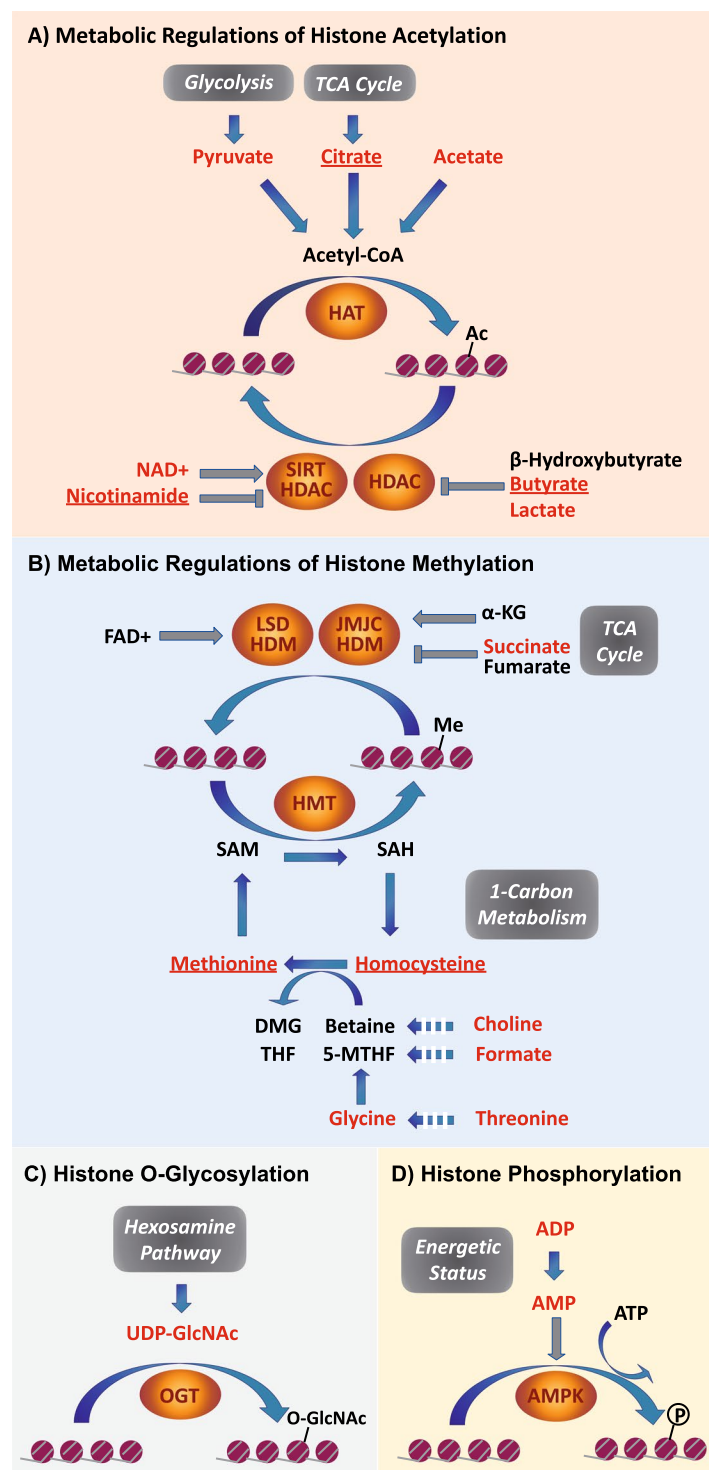 A) Metabolic Regulations of Histone Acetylation
Glycolysis
TCA Cycle
Pyruvate
Citrate
Acetate
Acetyl-CoA
HAT
Ac
NAD+
Nicotinamide
SIRT
HDAC
HDAC
β-Hydroxybutyrate
Butyrate
Lactate
B) Metabolic Regulations of Histone Methylation
FAD+
LSD
HDM
JMJC
HDM
α-KG
Succinate
Fumarate
TCA
Cycle
Me
HMT
SAM
SAH
1-Carbon
Metabolism
Methionine
Homocysteine
DMG
Betaine
Choline
THF
5-MTHF
Formate
Glycine
Threonine
C) Histone O-Glycosylation
Hexosamine
Pathway
UDP-GlcNAc
OGT
O-GlcNAc
D) Histone Phosphorylation
Energetic
Status
ADP
AMP
ATP
AMPK
P